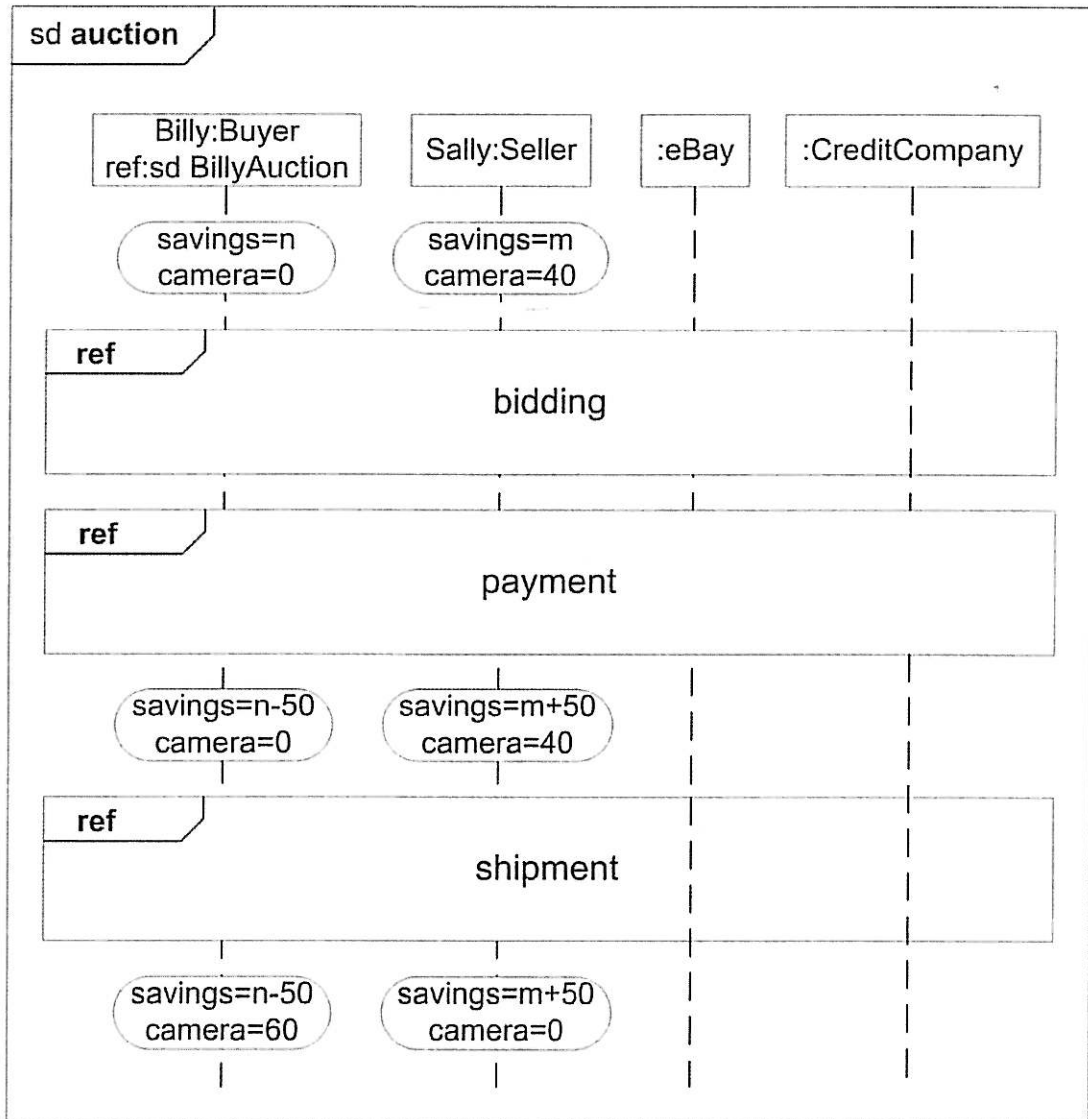 sd auction
Billy:Buyer
ref:sd BillyAuction
Sally:Seller
:eBay
:CreditCompany
savings=n
camera=0
savings=m
camera=40
ref
bidding
ref
payment
savings=n-50
camera=0
savings=m+50
camera=40
ref
shipment
savings=n-50
camera=60
savings=m+50
camera=0